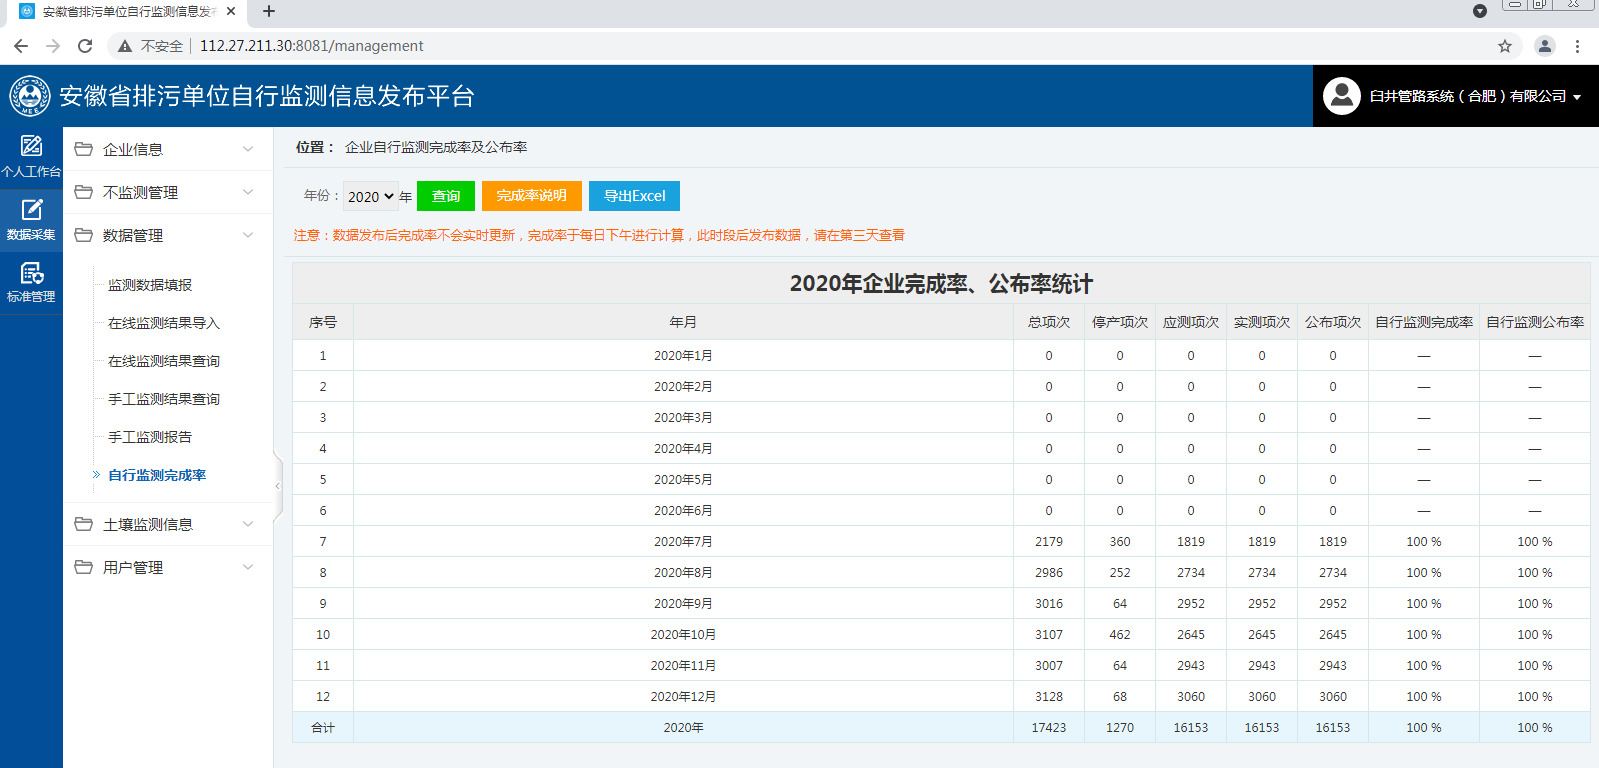 安徽省排污单位自行监测信息发布
不安全 112.27.211.30:8081/management
安徽省排污单位自行监测信息发布平台
臼井管路系统（合肥）有限公司
个人工作台
数据采集
标准管理
企业信息
不监测管理
数据管理
监测数据填报
在线监测结果导入
在线监测结果查询
手工监测结果查询
手工监测报告
自行监测完成率
土壤监测信息
用户管理
位置： 企业自行监测完成率及公布率
年份： 2020 年 查询 完成率说明 导出Excel
注意：数据发布后完成率不会实时更新，完成率于每日下午进行计算，此时段后发布数据，请在第三天查看
2020年企业完成率、公布率统计
序号 年月 总项次 停产项次 应测项次 实测项次 公布项次 自行监测完成率 自行监测公布率
1 2020年1月 0 0 0 0 0 — —
2 2020年2月 0 0 0 0 0 — —
3 2020年3月 0 0 0 0 0 — —
4 2020年4月 0 0 0 0 0 — —
5 2020年5月 0 0 0 0 0 — —
6 2020年6月 0 0 0 0 0 — —
7 2020年7月 2179 360 1819 1819 1819 100 % 100 %
8 2020年8月 2986 252 2734 2734 2734 100 % 100 %
9 2020年9月 3016 64 2952 2952 2952 100 % 100 %
10 2020年10月 3107 462 2645 2645 2645 100 % 100 %
11 2020年11月 3007 64 2943 2943 2943 100 % 100 %
12 2020年12月 3128 68 3060 3060 3060 100 % 100 %
合计 2020年 17423 1270 16153 16153 16153 100 % 100 %